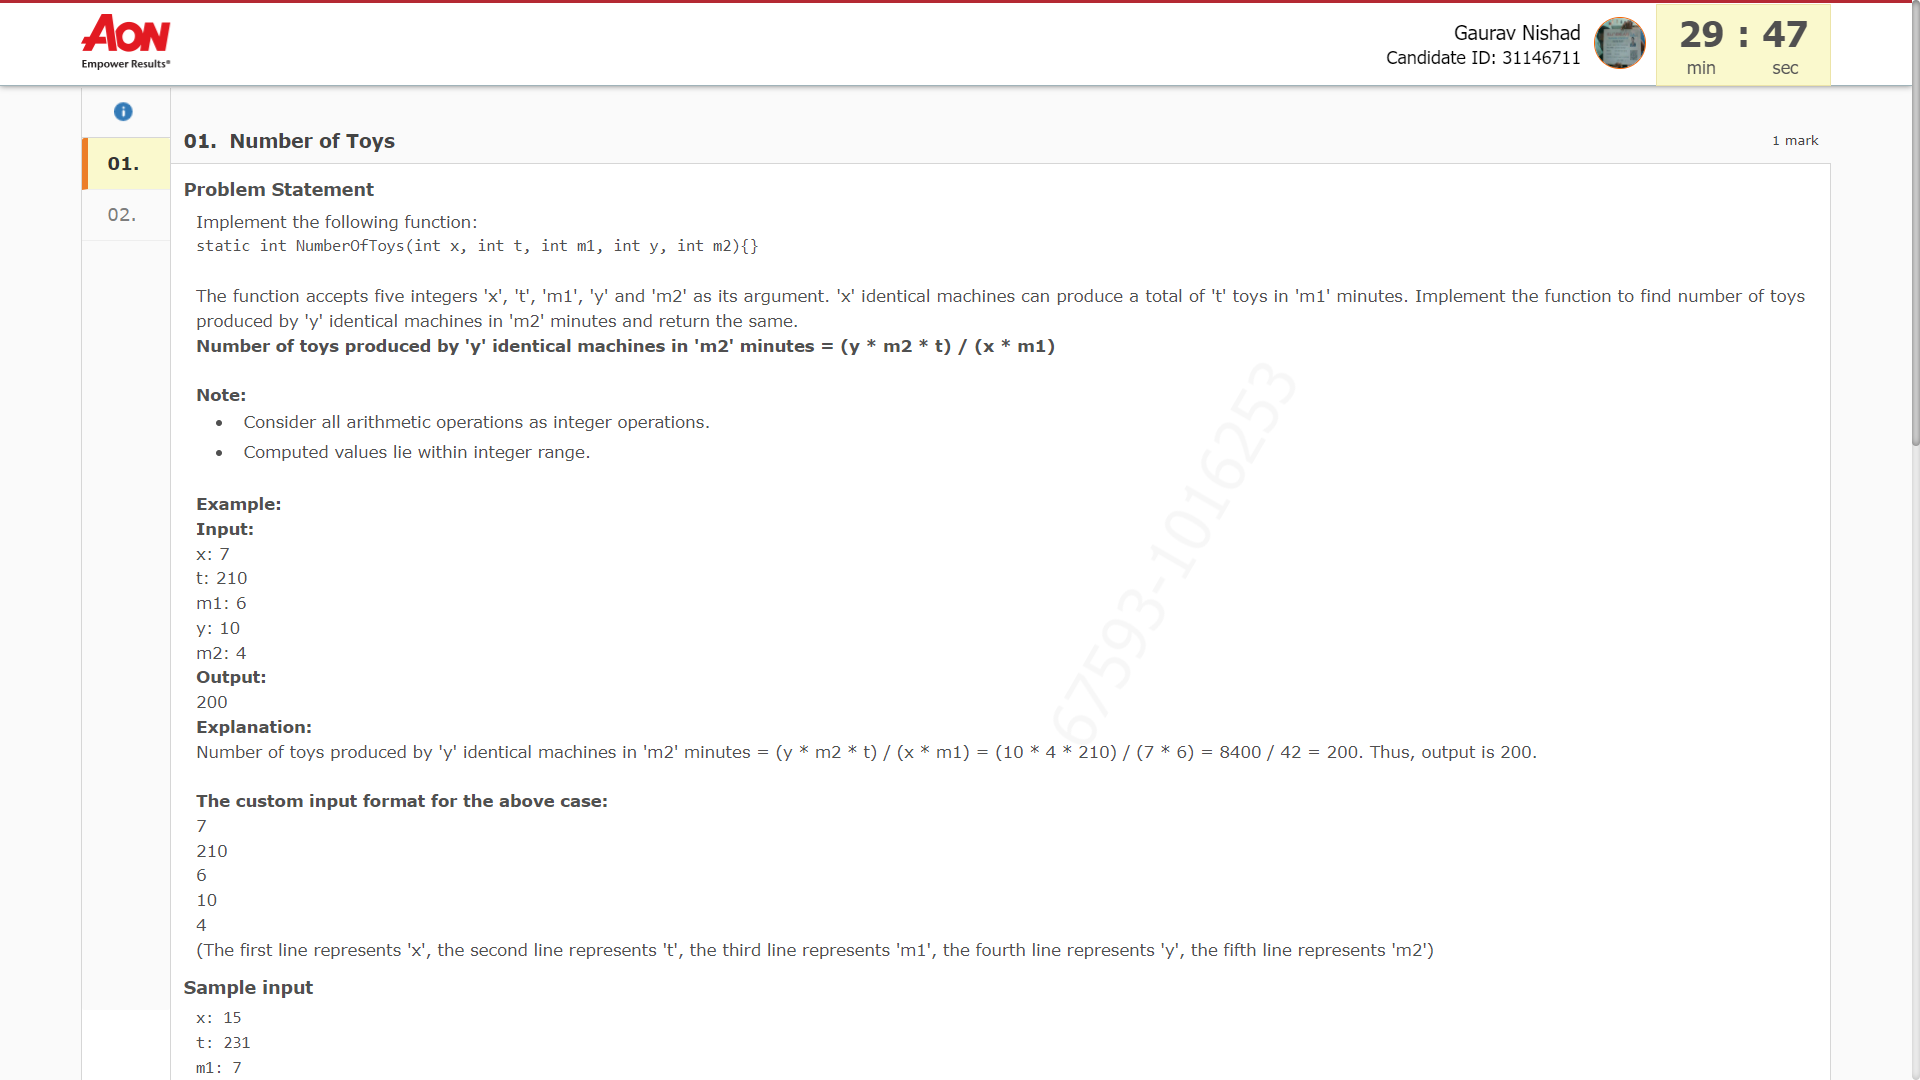 AON
Empower Results®
Gaurav Nishad
Candidate ID: 31146711
29 : 47
min sec
01.
02.
01. Number of Toys
1 mark
Problem Statement
Implement the following function:
static int NumberOfToys(int x, int t, int m1, int y, int m2){}
The function accepts five integers 'x', 't', 'm1', 'y' and 'm2' as its argument. 'x' identical machines can produce a total of 't' toys in 'm1' minutes. Implement the function to find number of toys
produced by 'y' identical machines in 'm2' minutes and return the same.
Number of toys produced by 'y' identical machines in 'm2' minutes = (y * m2 * t) / (x * m1)
Note:
• Consider all arithmetic operations as integer operations.
• Computed values lie within integer range.
Example:
Input:
x: 7
t: 210
m1: 6
y: 10
m2: 4
Output:
200
Explanation:
Number of toys produced by 'y' identical machines in 'm2' minutes = (y * m2 * t) / (x * m1) = (10 * 4 * 210) / (7 * 6) = 8400 / 42 = 200. Thus, output is 200.
The custom input format for the above case:
7
210
6
10
4
(The first line represents 'x', the second line represents 't', the third line represents 'm1', the fourth line represents 'y', the fifth line represents 'm2')
Sample input
x: 15
t: 231
m1: 7
67593-1016253